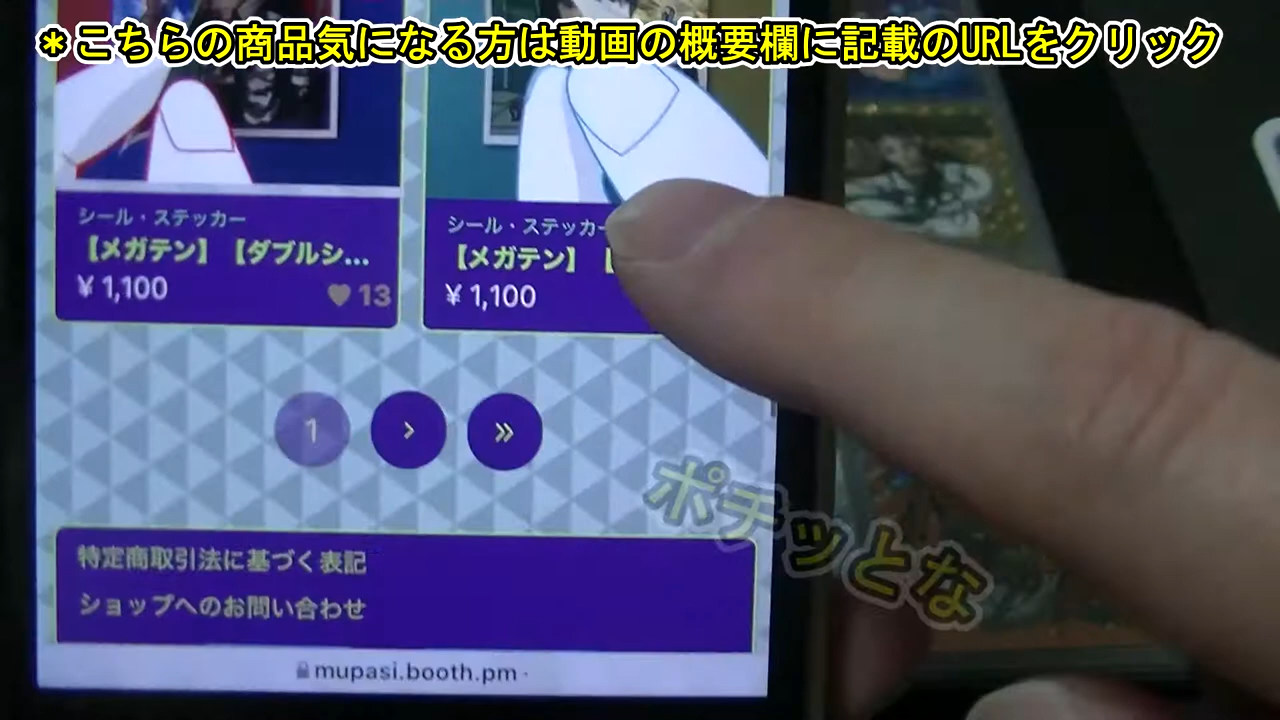 ＊こちらの商品気になる方は動画の概要欄に記載のURLをクリック
シール・ステッカー
【メガテン】【ダブルシ...
¥ 1,100
13
シール・ステッカー
【メガテン】【
¥ 1,100
1
›
»
ポチッとな
特定商取引法に基づく表記
ショップへのお問い合わせ
mupasi.booth.pm